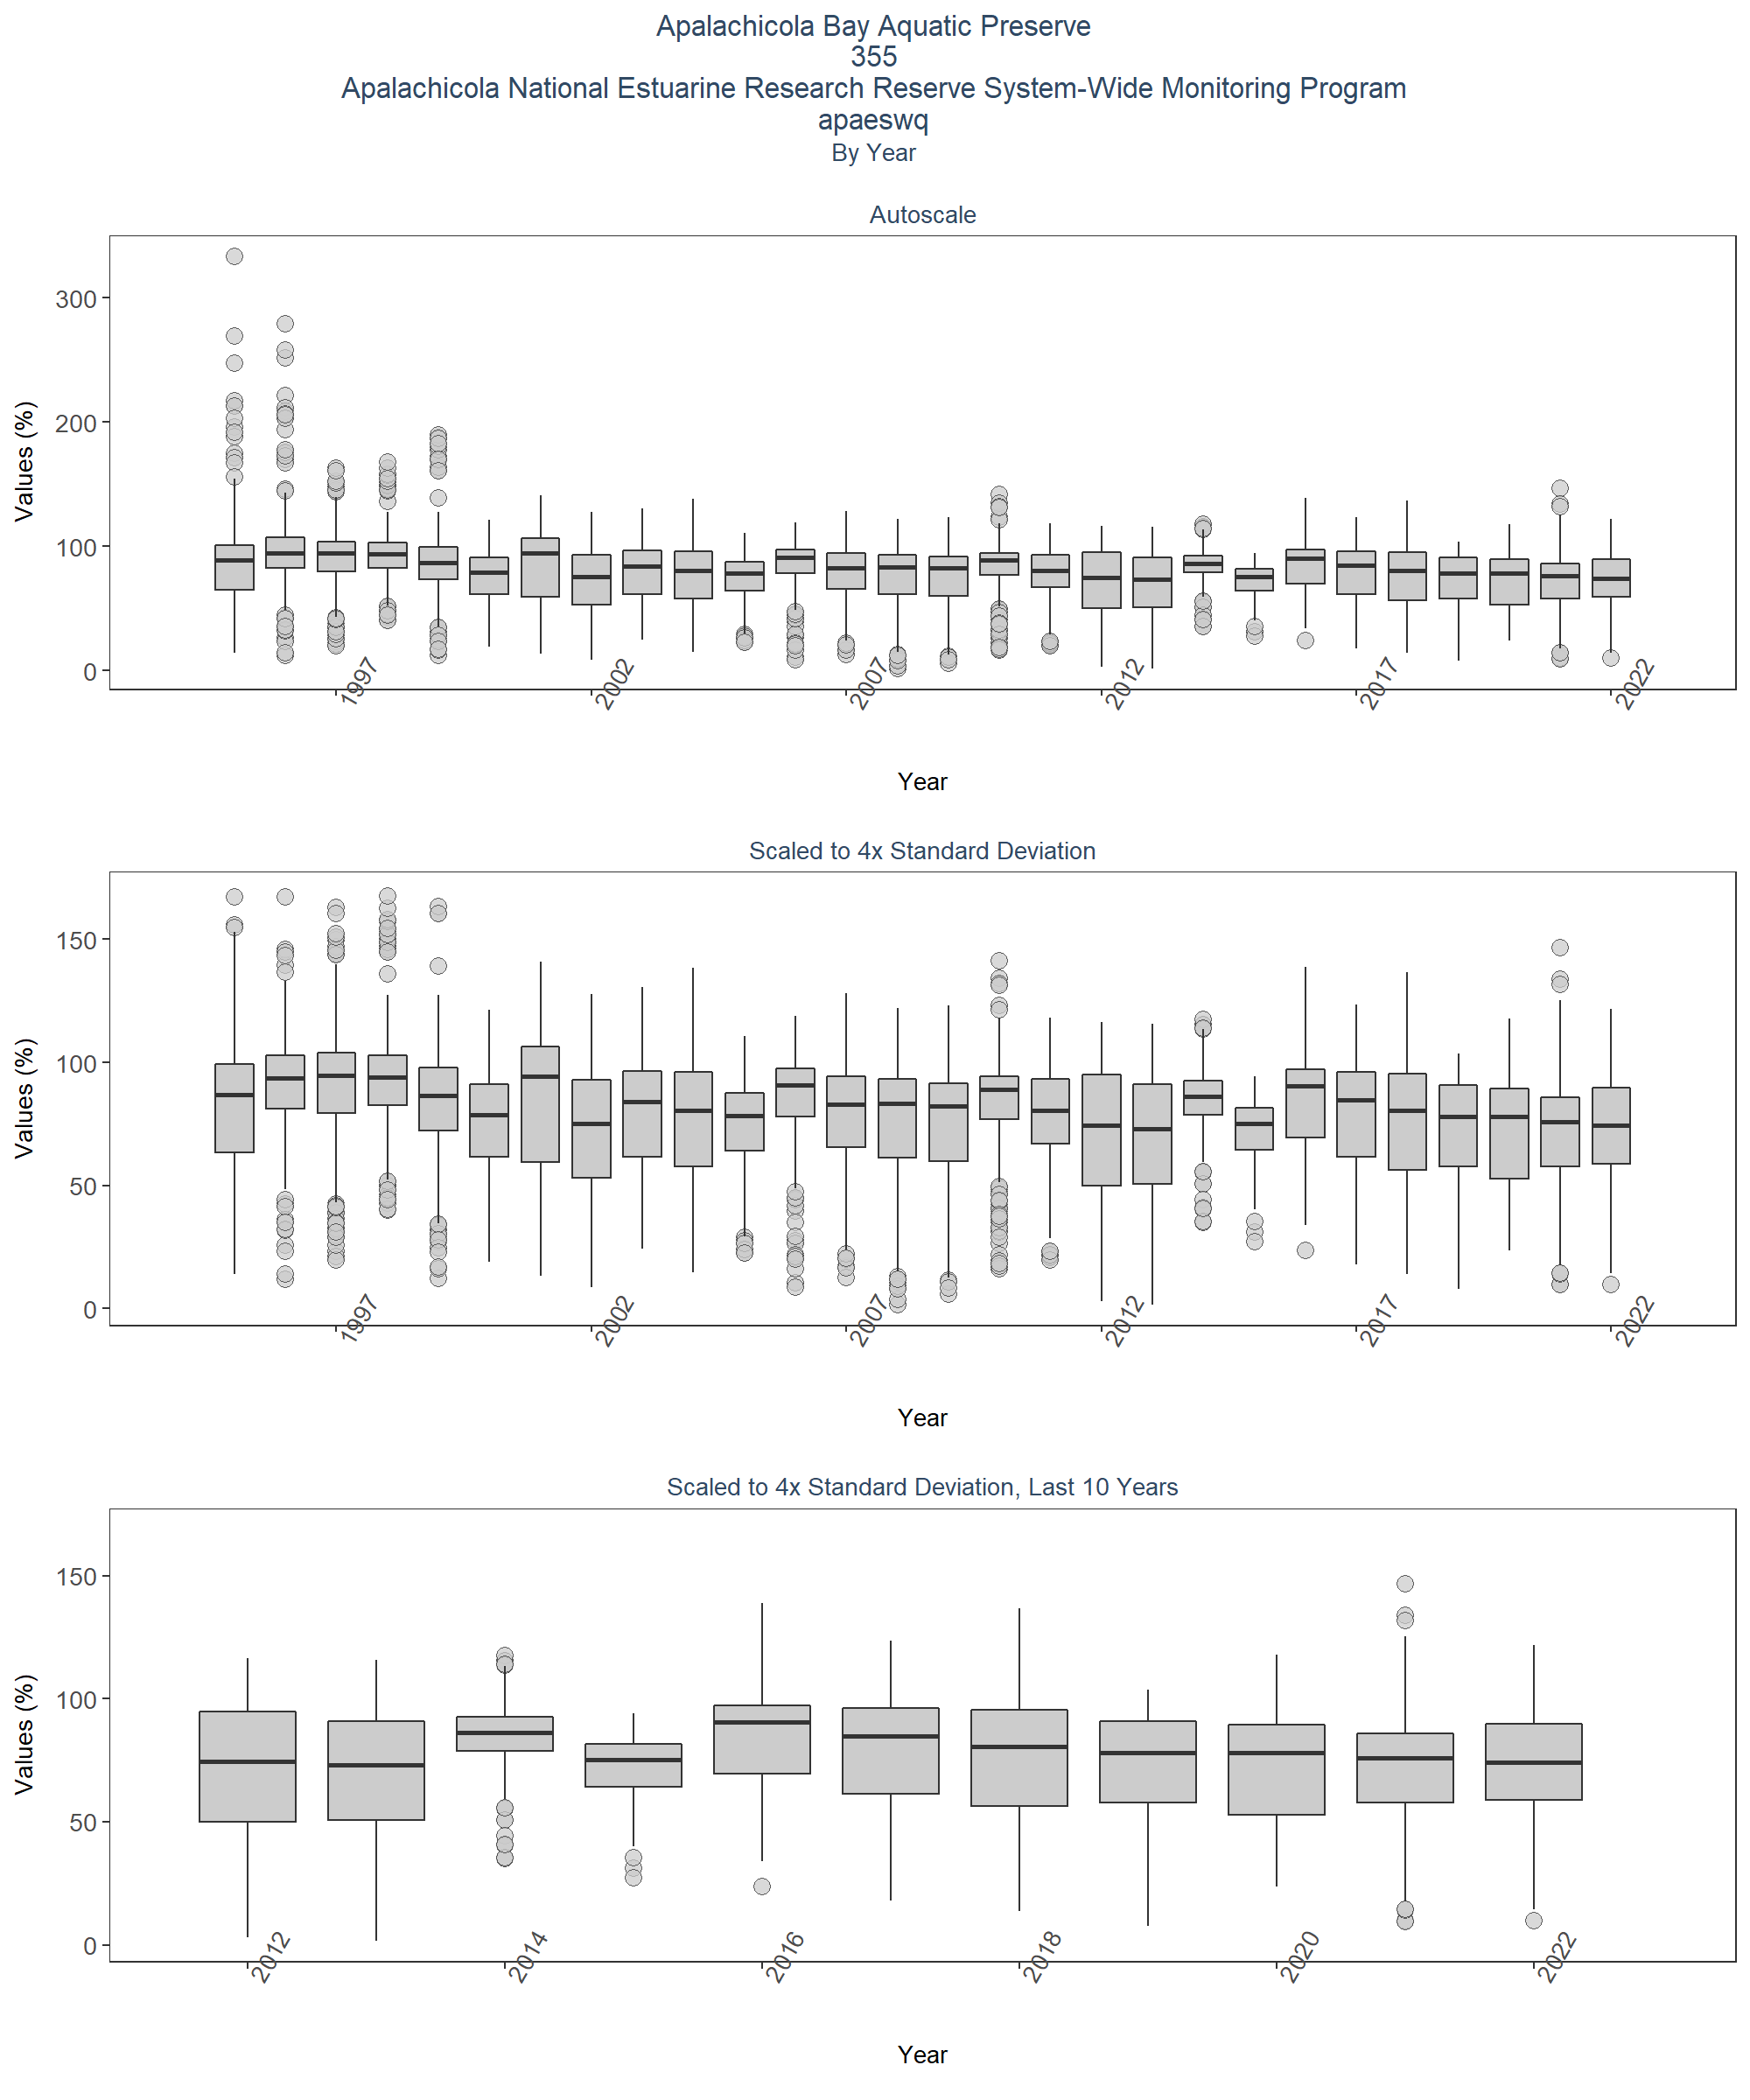 Apalachicola Bay Aquatic Preserve
355
Apalachicola National Estuarine Research Reserve System-Wide Monitoring Program
apaeswq
By Year
Autoscale
Values (%)
300
200
100
0
1997
2002
2007
2012
2017
2022
Year
Scaled to 4x Standard Deviation
Values (%)
150
100
50
0
1997
2002
2007
2012
2017
2022
Year
Scaled to 4x Standard Deviation, Last 10 Years
Values (%)
150
100
50
0
2012
2014
2016
2018
2020
2022
Year